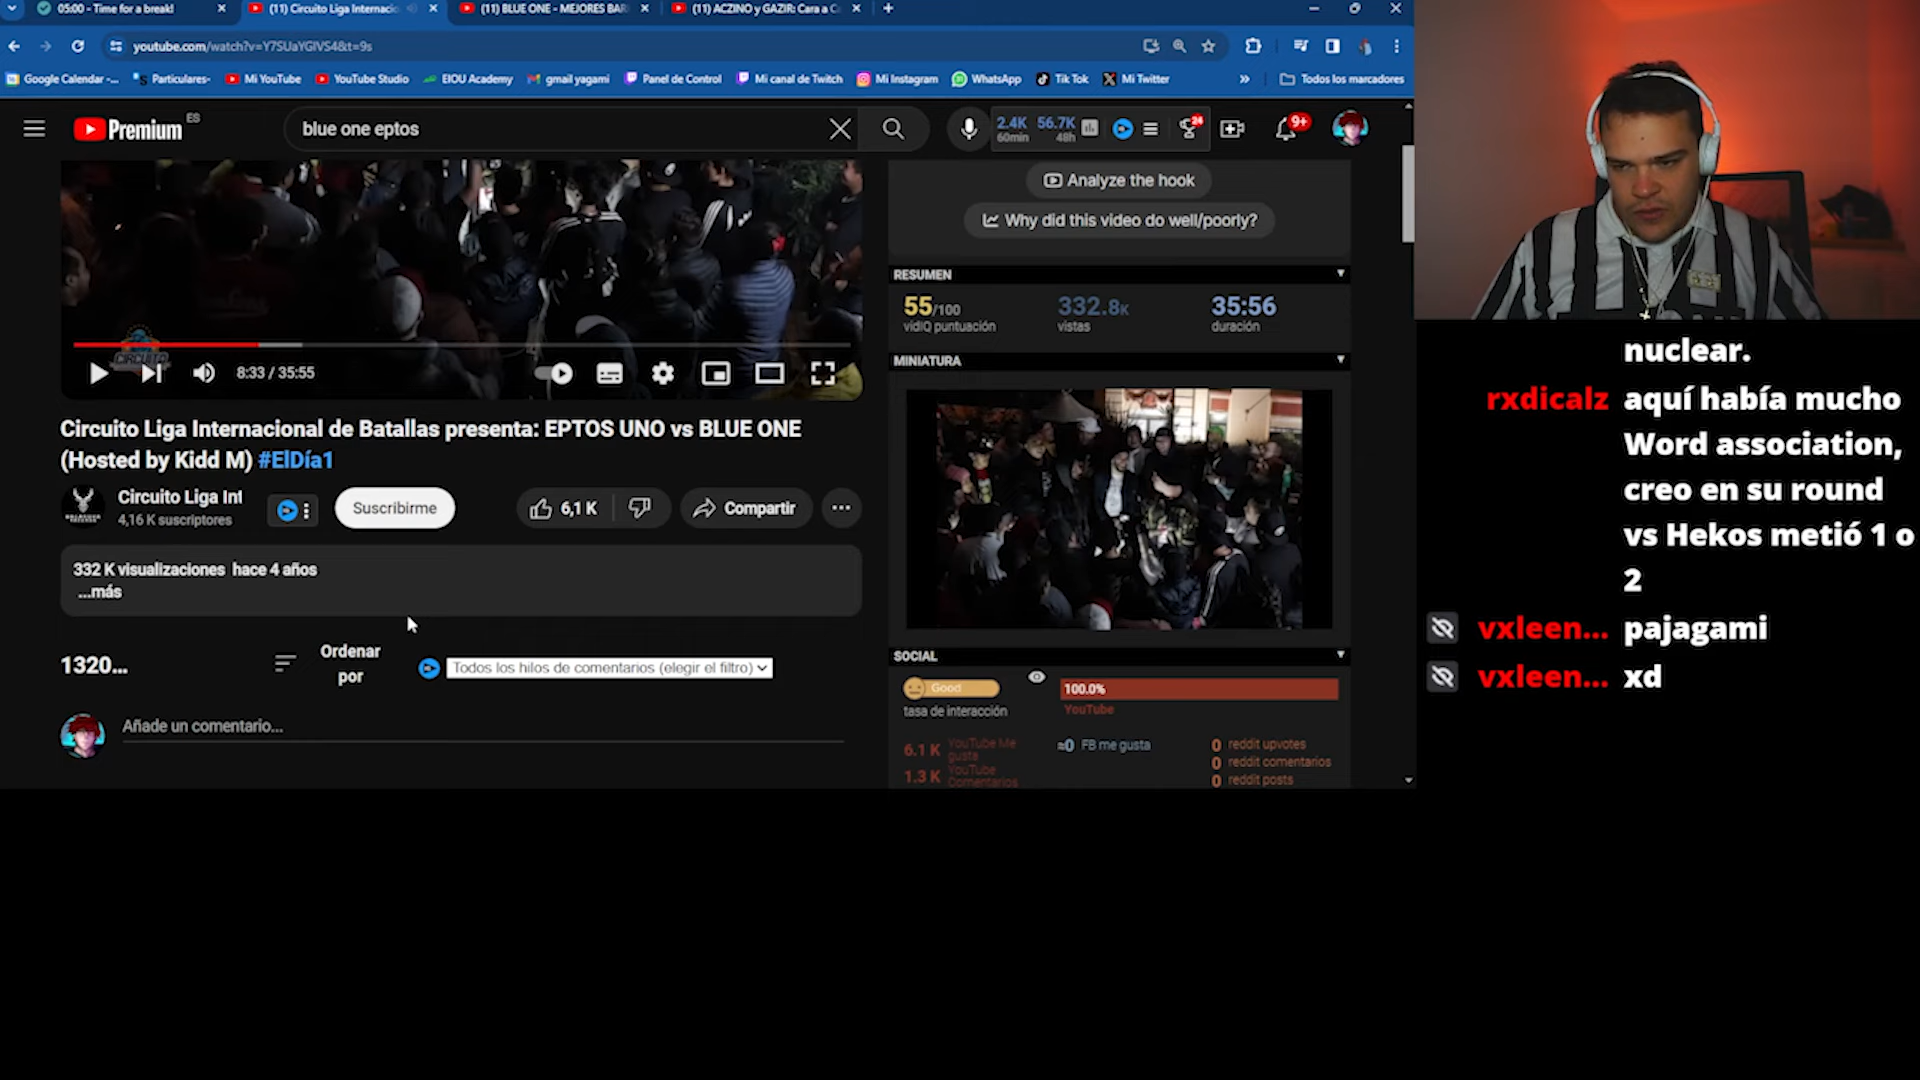 05:00 - Time for a break!
(11) Circuito Liga Internacio
(11) BLUE ONE - MEJORES BAR
(11) ACZINO y GAZIR: Cara a C
youtube.com/watch?v=Y7SUaYGIVS4&t=9s
Google Calendar -...
Particulares-
Mi YouTube
YouTube Studio
EIOU Academy
gmail yagami
Panel de Control
Mi canal de Twitch
Mi Instagram
WhatsApp
Tik Tok
Mi Twitter
»
Todos los marcadores
Premium ES
blue one eptos
2.4K 60min
56.7K 48h
24
9+
Analyze the hook
Why did this video do well/poorly?
RESUMEN
55/100
vidIQ puntuación
332.8K
vistas
35:56
duración
MINIATURA
CIRCUITO
8:33 / 35:55
Circuito Liga Internacional de Batallas presenta: EPTOS UNO vs BLUE ONE
(Hosted by Kidd M) #ElDía1
Circuito Liga Int
4,16 K suscriptores
Suscribirme
6,1 K
Compartir
332 K visualizaciones hace 4 años
...más
1320...
Ordenar
por
Todos los hilos de comentarios (elegir el filtro)
Añade un comentario...
SOCIAL
Good
tasa de interacción
100.0%
YouTube
6.1 K YouTube Me
gusta
1.3 K YouTube
Comentarios
≈0 FB me gusta
0 reddit upvotes
0 reddit comentarios
0 reddit posts
nuclear.
rxdicalz aquí había mucho
Word association,
creo en su round
vs Hekos metió 1 o
2
vxleen... pajagami
vxleen... xd